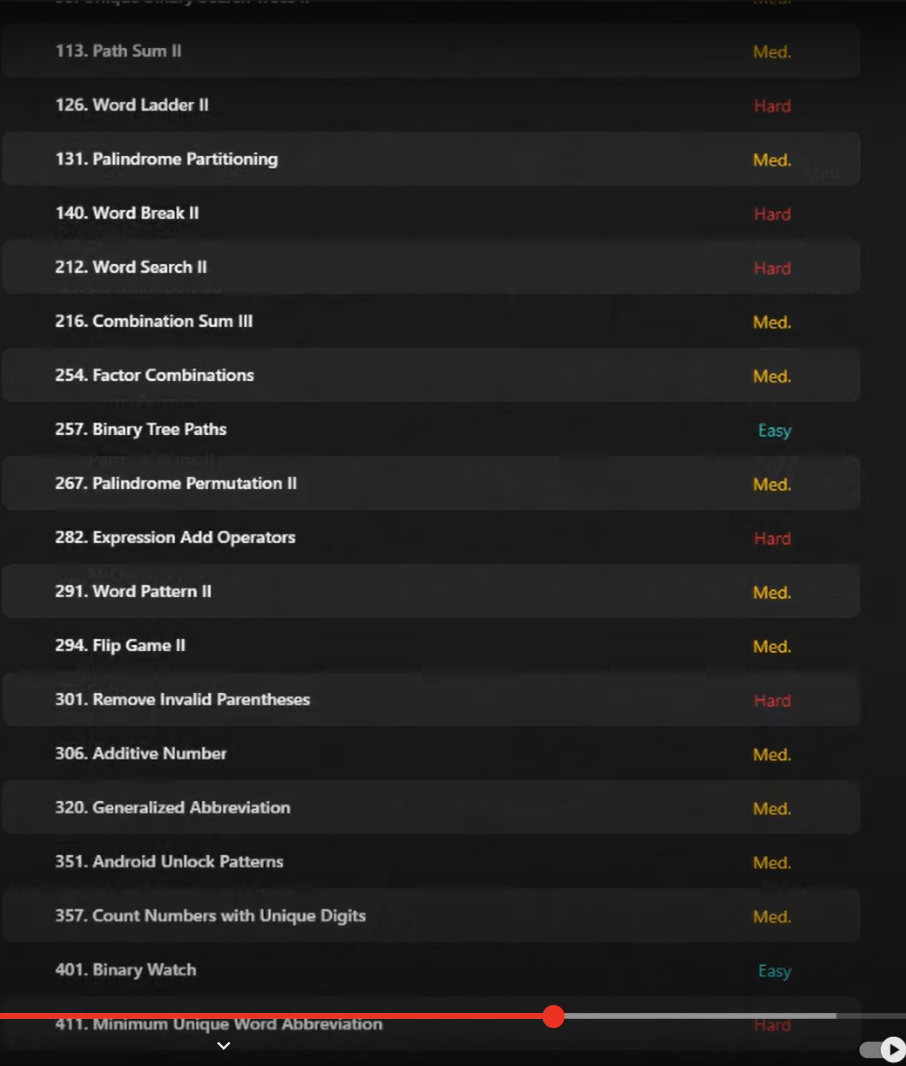 113. Path Sum II Med.
126. Word Ladder II Hard
131. Palindrome Partitioning Med.
140. Word Break II Hard
212. Word Search II Hard
216. Combination Sum III Med.
254. Factor Combinations Med.
257. Binary Tree Paths Easy
267. Palindrome Permutation II Med.
282. Expression Add Operators Hard
291. Word Pattern II Med.
294. Flip Game II Med.
301. Remove Invalid Parentheses Hard
306. Additive Number Med.
320. Generalized Abbreviation Med.
351. Android Unlock Patterns Med.
357. Count Numbers with Unique Digits Med.
401. Binary Watch Easy
411. Minimum Unique Word Abbreviation Hard